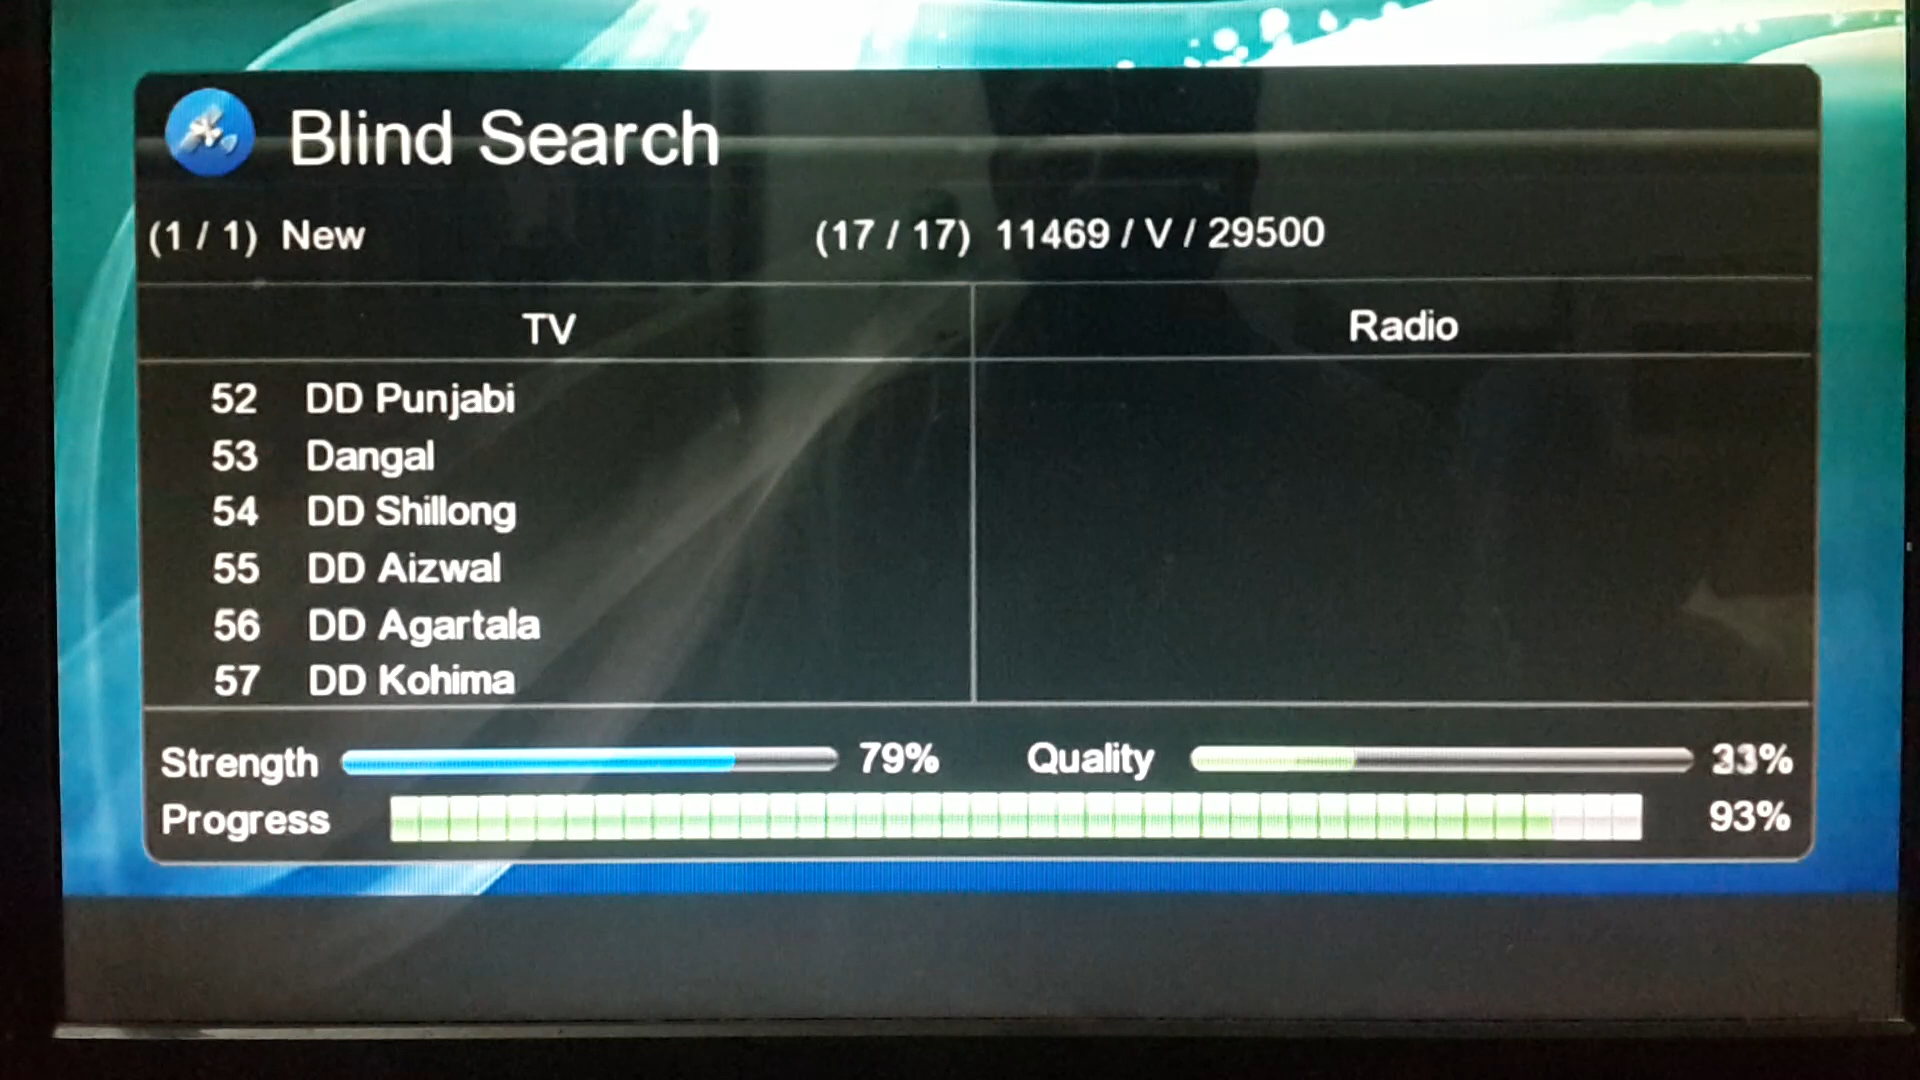 Blind Search
(1 / 1) New (17 / 17) 11469 / V / 29500
TV Radio
52 DD Punjabi
53 Dangal
54 DD Shillong
55 DD Aizwal
56 DD Agartala
57 DD Kohima
Strength 79% Quality 33%
Progress 93%